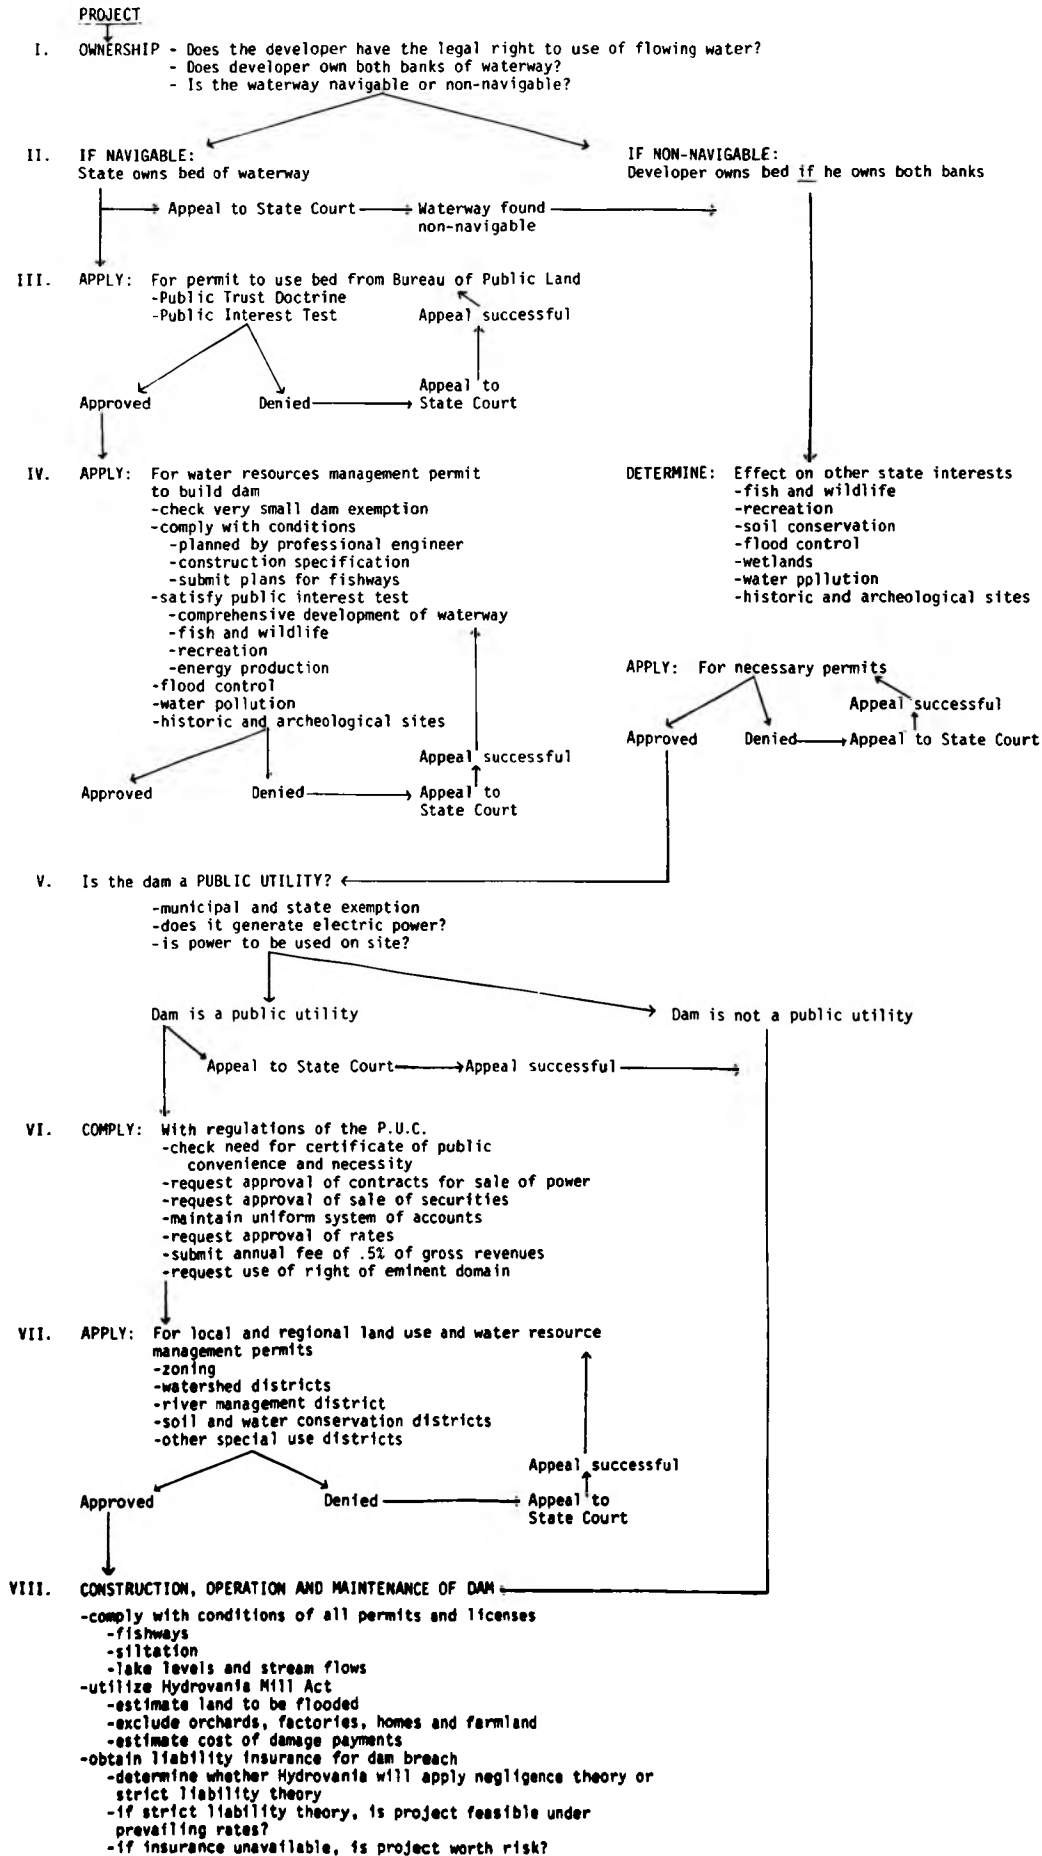 PROJECT
I. OWNERSHIP - Does the developer have the legal right to use of flowing water?
- Does developer own both banks of waterway?
- Is the waterway navigable or non-navigable?
II. IF NAVIGABLE:
State owns bed of waterway
IF NON-NAVIGABLE:
Developer owns bed if he owns both banks
Appeal to State Court
Waterway found
non-navigable
III. APPLY: For permit to use bed from Bureau of Public Land
-Public Trust Doctrine
-Public Interest Test
Appeal successful
Appeal to
State Court
Approved
Denied
IV. APPLY: For water resources management permit
to build dam
-check very small dam exemption
-comply with conditions
-planned by professional engineer
-construction specification
-submit plans for fishways
-satisfy public interest test
-comprehensive development of waterway
-fish and wildlife
-recreation
-energy production
-flood control
-water pollution
-historic and archeological sites
Appeal successful
Approved
Denied
Appeal to
State Court
DETERMINE: Effect on other state interests
-fish and wildlife
-recreation
-soil conservation
-flood control
-wetlands
-water pollution
-historic and archeological sites
APPLY: For necessary permits
Appeal successful
Approved
Denied
Appeal to State Court
V. Is the dam a PUBLIC UTILITY?
-municipal and state exemption
-does it generate electric power?
-is power to be used on site?
Dam is a public utility
Dam is not a public utility
Appeal to State Court
Appeal successful
VI. COMPLY: With regulations of the P.U.C.
-check need for certificate of public
convenience and necessity
-request approval of contracts for sale of power
-request approval of sale of securities
-maintain uniform system of accounts
-request approval of rates
-submit annual fee of .5% of gross revenues
-request use of right of eminent domain
VII. APPLY: For local and regional land use and water resource
management permits
-zoning
-watershed districts
-river management district
-soil and water conservation districts
-other special use districts
Appeal successful
Approved
Denied
Appeal to
State Court
VIII. CONSTRUCTION, OPERATION AND MAINTENANCE OF DAM
-comply with conditions of all permits and licenses
-fishways
-siltation
-lake levels and stream flows
-utilize Hydrovania Mill Act
-estimate land to be flooded
-exclude orchards, factories, homes and farmland
-estimate cost of damage payments
-obtain liability insurance for dam breach
-determine whether Hydrovania will apply negligence theory or
strict liability theory
-if strict liability theory, is project feasible under
prevailing rates?
-if insurance unavailable, is project worth risk?